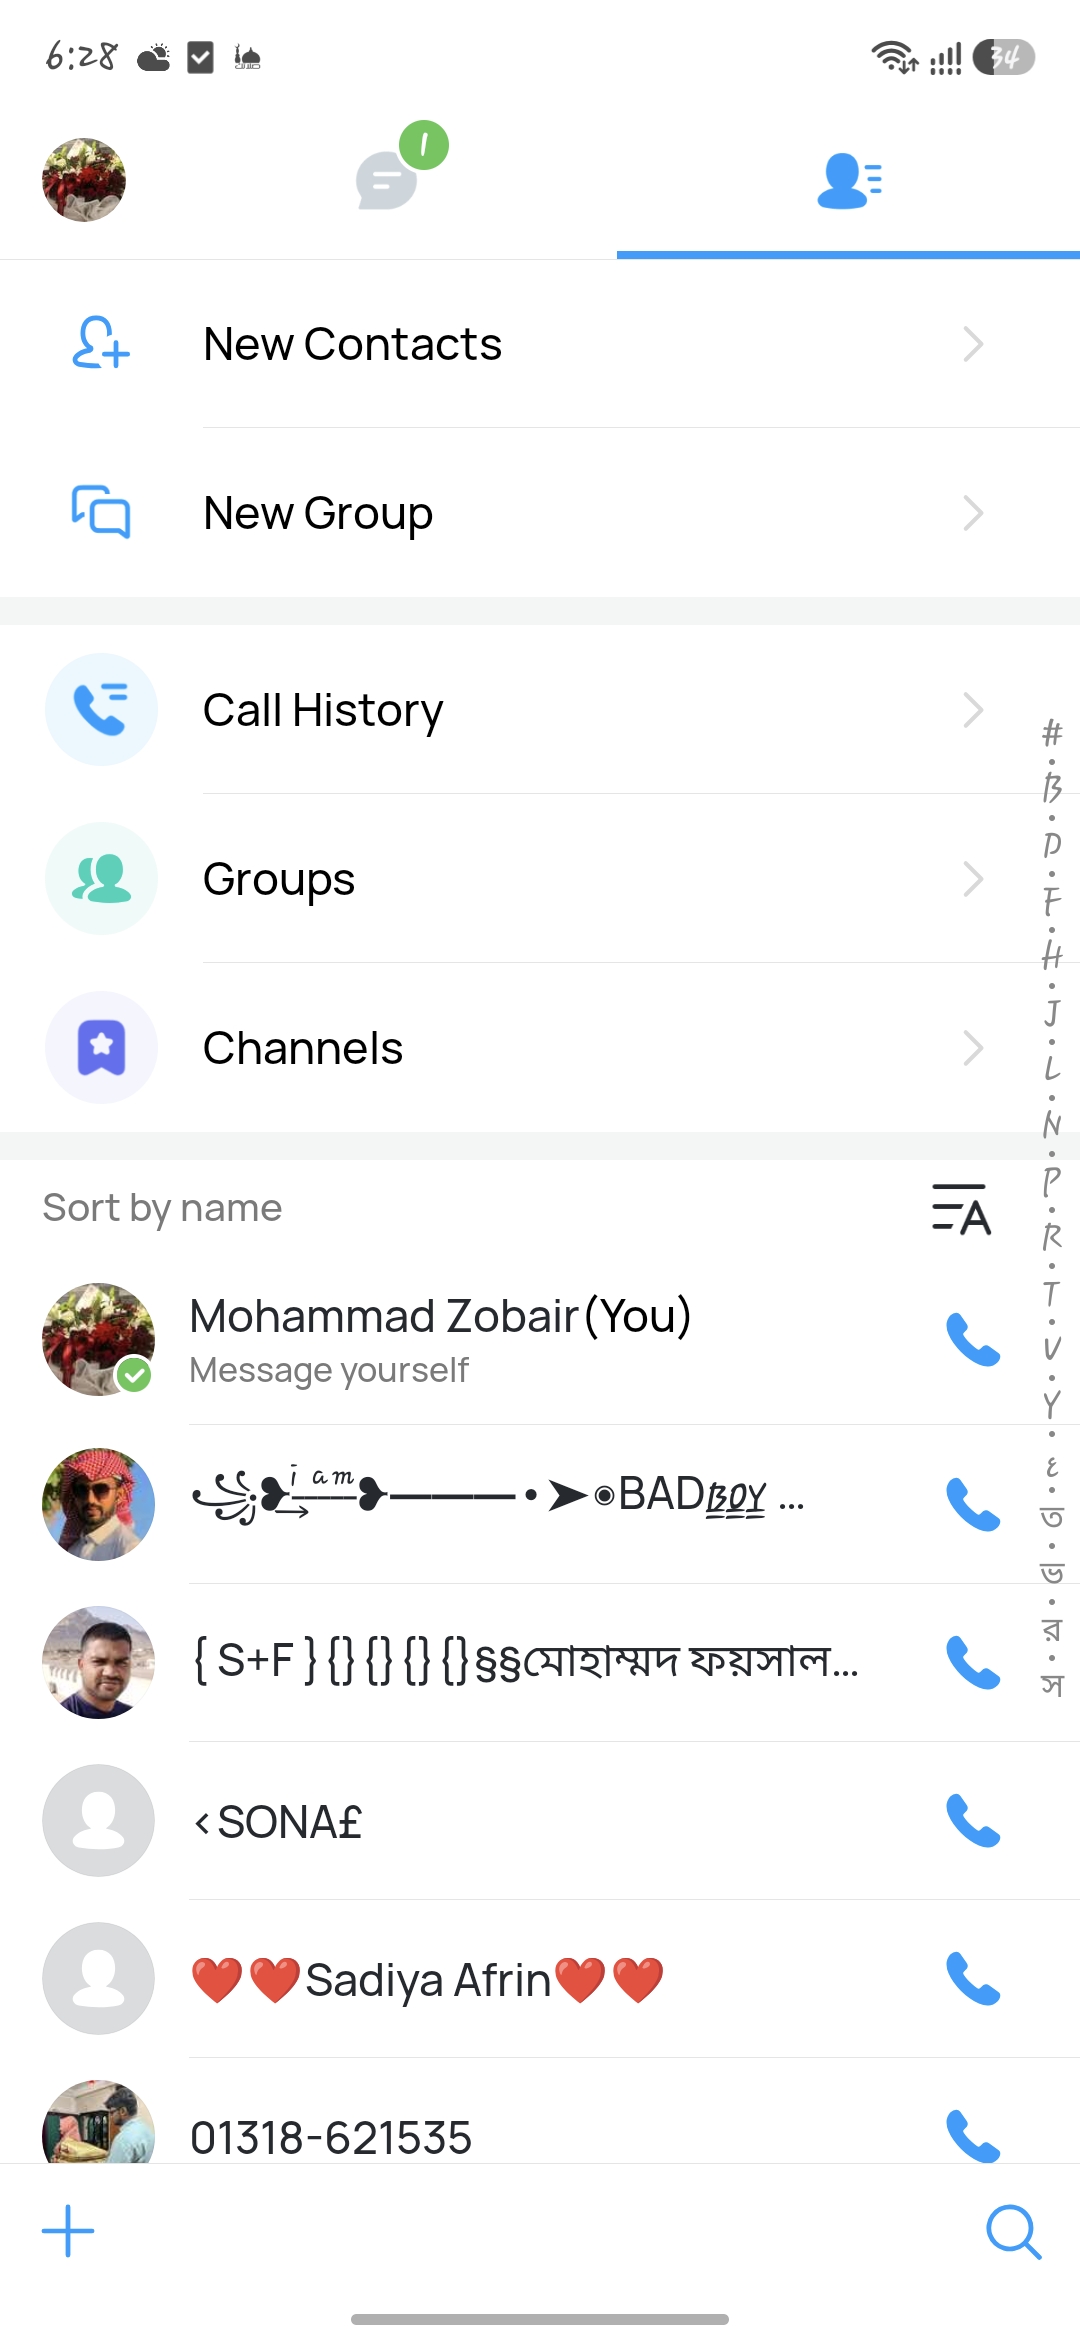 6:28
34
1
New Contacts
New Group
Call History
Groups
Channels
Sort by name
Mohammad Zobair(You)
Message yourself
꧁༒❥i am❥———•➤◉BADBOY ...
{ S+F } {} {} {} {}§§মোহাম্মদ ফয়সাল...
<SONA£
❤️❤️Sadiya Afrin❤️❤️
01318-621535
#
B
D
F
H
J
L
N
P
R
T
V
Y
ع
ত
ভ
র
স